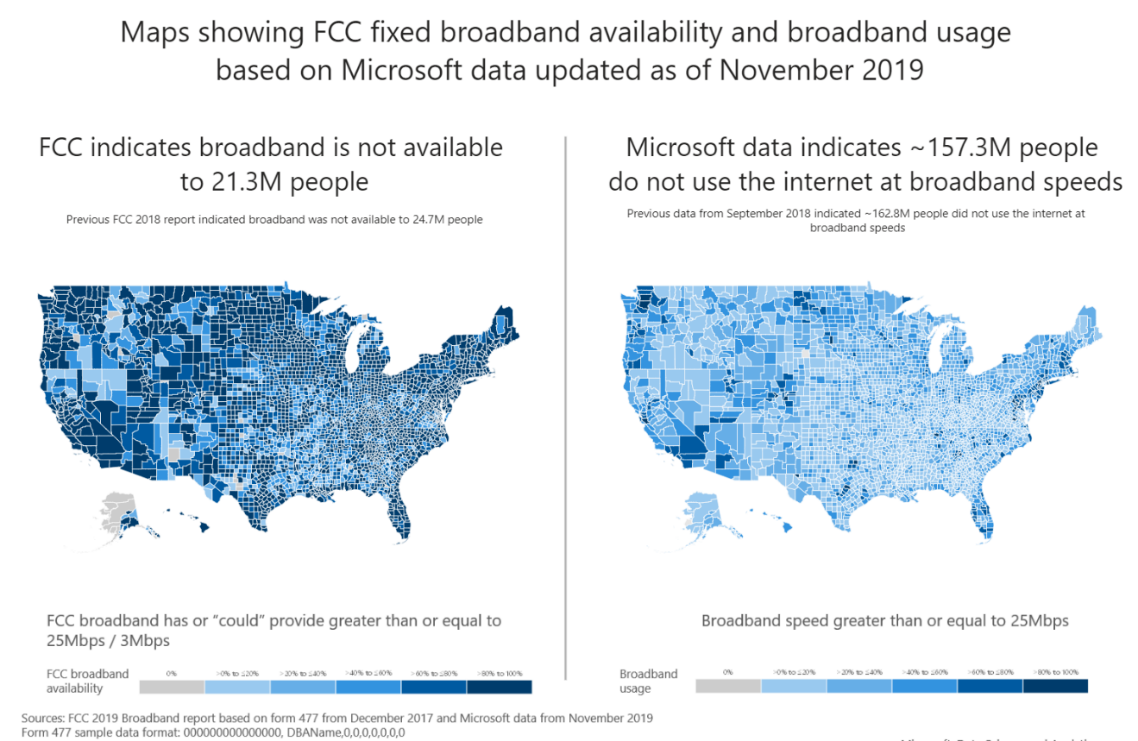 Maps showing FCC fixed broadband availability and broadband usage
based on Microsoft data updated as of November 2019
FCC indicates broadband is not available
to 21.3M people
Previous FCC 2018 report indicated broadband was not available to 24.7M people
Microsoft data indicates ~157.3M people
do not use the internet at broadband speeds
Previous data from September 2018 indicated ~162.8M people did not use the internet at
broadband speeds
FCC broadband has or “could” provide greater than or equal to
25Mbps / 3Mbps
FCC broadband
availability
0% >0% to ≤20% >20% to ≤40% >40% to ≤60% >60% to ≤80% >80% to 100%
Broadband speed greater than or equal to 25Mbps
Broadband
usage
0% >0% to ≤20% >20% to ≤40% >40% to ≤60% >60% to ≤80% >80% to 100%
Sources: FCC 2019 Broadband report based on form 477 from December 2017 and Microsoft data from November 2019
Form 477 sample data format: 000000000000000, DBAName,0,0,0,0,0,0,0